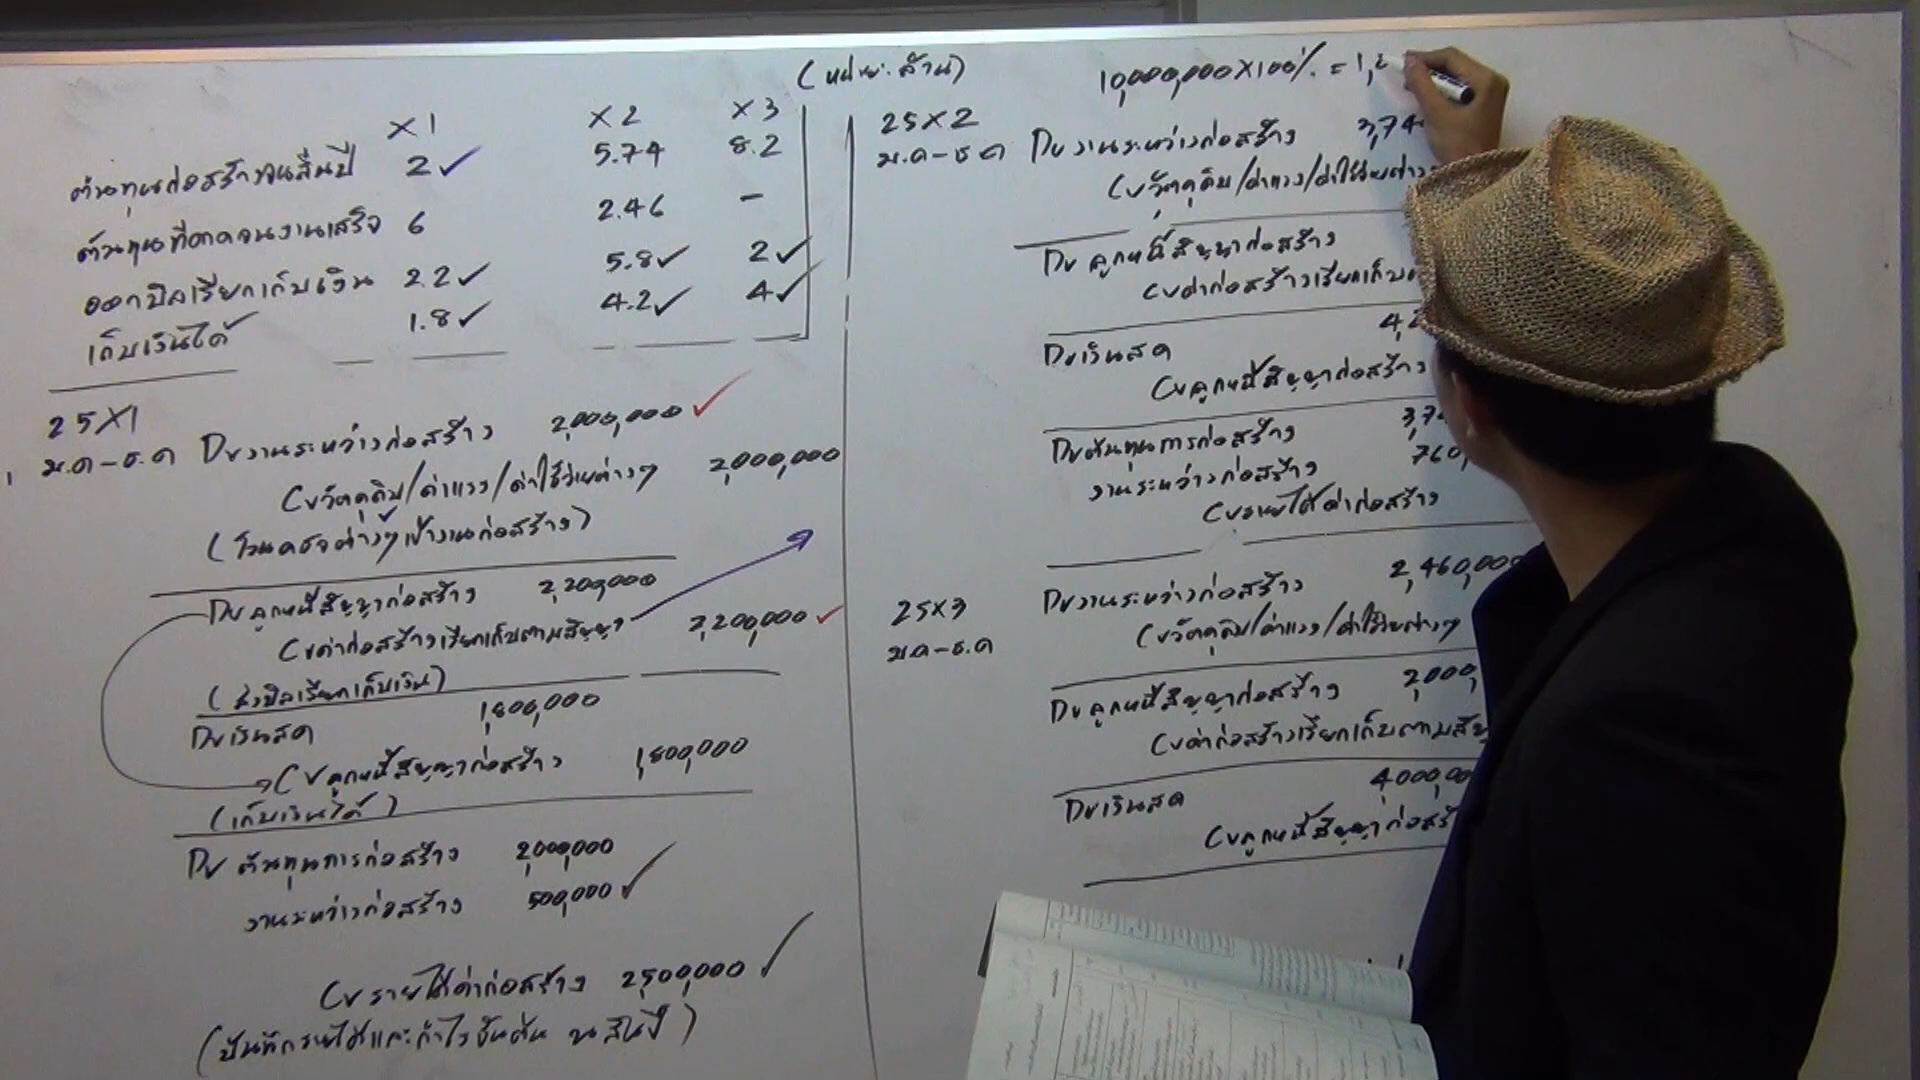 (หน่วย:ล้าน)
X1 X2 X3
ต้นทุนก่อสร้างจนสิ้นปี 2✓ 5.74 8.2
ต้นทุนที่คาดจนงานเสร็จ 6 2.46 -
ออกบิลเรียกเก็บเงิน 2.2✓ 5.8✓ 2✓
เก็บเงินได้ 1.8✓ 4.2✓ 4✓
25X1
ม.ค-ธ.ค Dr งานระหว่างก่อสร้าง 2,000,000 ✓
Cr วัตถุดิบ/ค่าแรง/ค่าใช้จ่ายต่างๆ 2,000,000
(โอนคชจต่างๆเข้างานก่อสร้าง)
Dr ลูกหนี้สัญญาก่อสร้าง 2,200,000
Cr ค่าก่อสร้างเรียกเก็บตามสัญญา 2,200,000 ✓
(ส่งบิลเรียกเก็บเงิน)
Dr เงินสด 1,800,000
Cr ลูกหนี้สัญญาก่อสร้าง 1,800,000
(เก็บเงินได้)
Dr ต้นทุนการก่อสร้าง 2,000,000
งานระหว่างก่อสร้าง 500,000 ✓
Cr รายได้ค่าก่อสร้าง 2,500,000 ✓
(บันทึกรายได้และกำไรขั้นต้น ณ สิ้นปี)
10,000,000X100% = 1,
25X2
ม.ค-ธ.ค Dr งานระหว่างก่อสร้าง 3,74
Cr วัตถุดิบ/ค่าแรง/ค่าใช้จ่ายต่าง
Dr ลูกหนี้สัญญาก่อสร้าง
Cr ค่าก่อสร้างเรียกเก็บ
Dr เงินสด 4,2
Cr ลูกหนี้สัญญาก่อสร้าง
Dr ต้นทุนการก่อสร้าง 3,7
งานระหว่างก่อสร้าง 760,
Cr รายได้ค่าก่อสร้าง
25X3
ม.ค-ธ.ค Dr งานระหว่างก่อสร้าง 2,460,000
Cr วัตถุดิบ/ค่าแรง/ค่าใช้จ่ายต่างๆ
Dr ลูกหนี้สัญญาก่อสร้าง 2,000,
Cr ค่าก่อสร้างเรียกเก็บตามสัญ
Dr เงินสด 4,000,00
Cr ลูกหนี้สัญญาก่อสร้